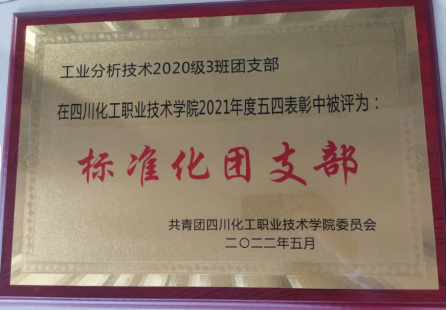 工业分析技术2020级3班团支部
在四川化工职业技术学院2021年度五四表彰中被评为：
标准化团支部
共青团四川化工职业技术学院委员会
二〇二二年五月